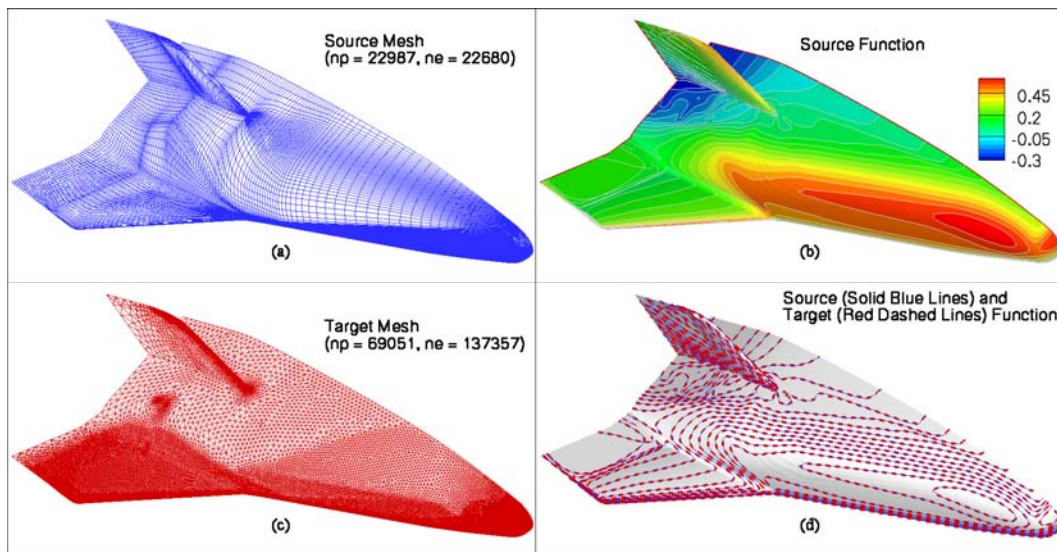 Source Mesh
(np = 22987, ne = 22680)
(a)
Source Function
0.45
0.2
-0.05
-0.3
(b)
Target Mesh
(np = 69051, ne = 137357)
(c)
Source (Solid Blue Lines) and
Target (Red Dashed Lines) Function
(d)